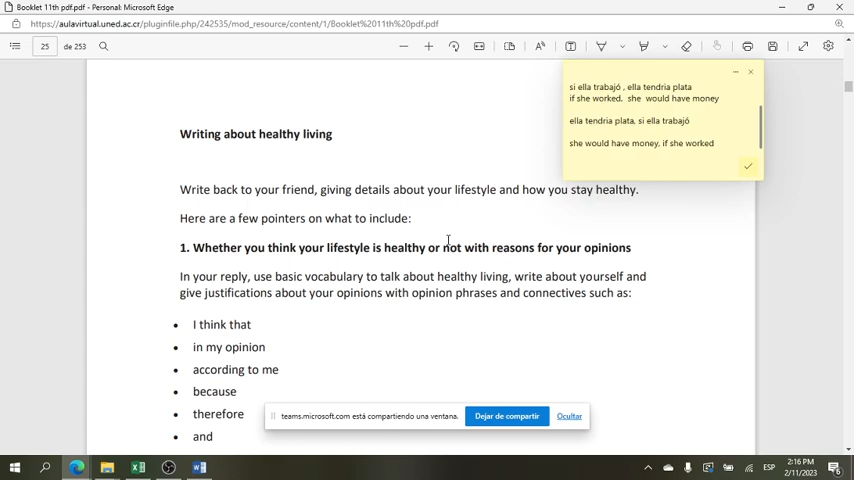 Booklet 11th pdf.pdf - Personal: Microsoft Edge
https://aulavirtual.uned.ac.cr/pluginfile.php/242535/mod_resource/content/1/Booklet%2011th%20pdf.pdf
25 de 253
si ella trabajó , ella tendria plata
if she worked, she would have money
ella tendria plata, si ella trabajó
she would have money, if she worked
Writing about healthy living
Write back to your friend, giving details about your lifestyle and how you stay healthy.
Here are a few pointers on what to include:
1. Whether you think your lifestyle is healthy or not with reasons for your opinions
In your reply, use basic vocabulary to talk about healthy living, write about yourself and
give justifications about your opinions with opinion phrases and connectives such as:
• I think that
• in my opinion
• according to me
• because
• therefore
• and
teams.microsoft.com está compartiendo una ventana. Dejar de compartir Ocultar
ESP
2:16 PM
2/11/2023